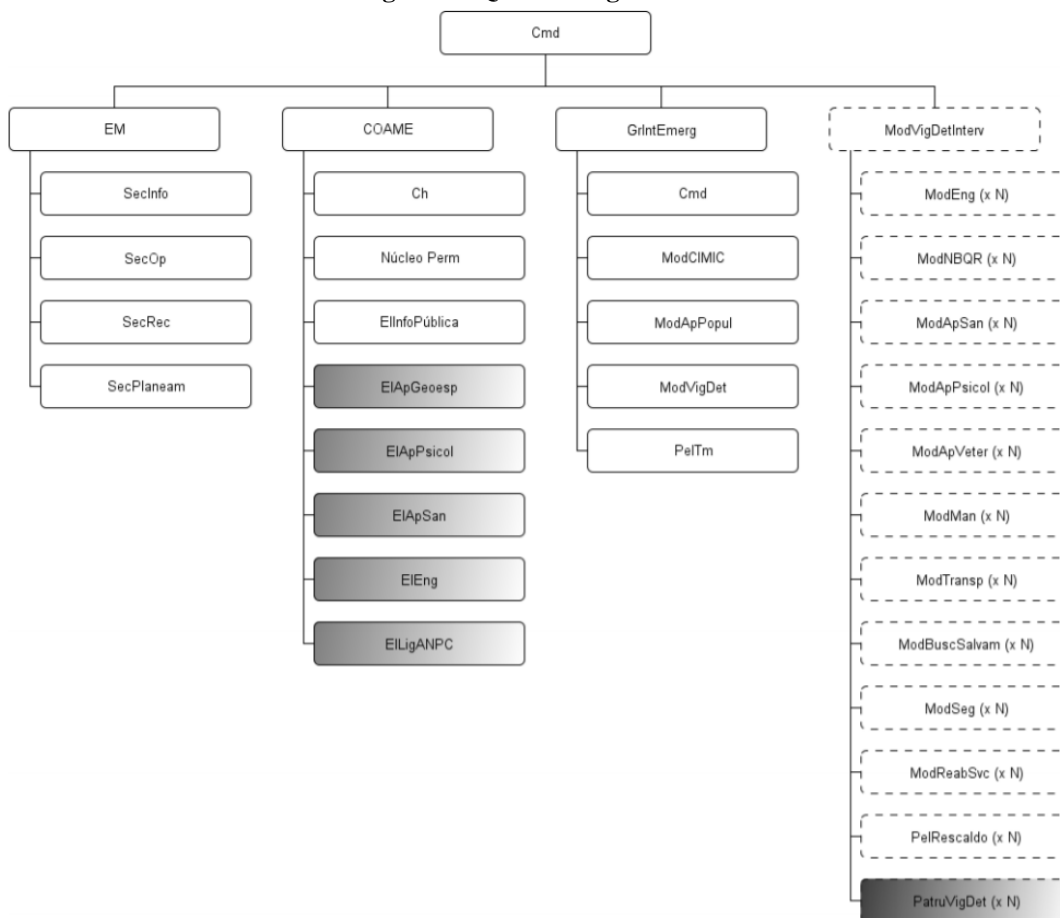 Cmd
EM
COAME
GrIntEmerg
ModVigDetInterv
SecInfo
SecOp
SecRec
SecPlaneam
Ch
Núcleo Perm
ElInfoPública
ElApGeoesp
ElApPsicol
ElApSan
ElEng
ElLigANPC
Cmd
ModCIMIC
ModApPopul
ModVigDet
PelTm
ModEng (x N)
ModNBQR (x N)
ModApSan (x N)
ModApPsicol (x N)
ModApVeter (x N)
ModMan (x N)
ModTransp (x N)
ModBuscSalvam (x N)
ModSeg (x N)
ModReabSvc (x N)
PelRescaldo (x N)
PatruVigDet (x N)